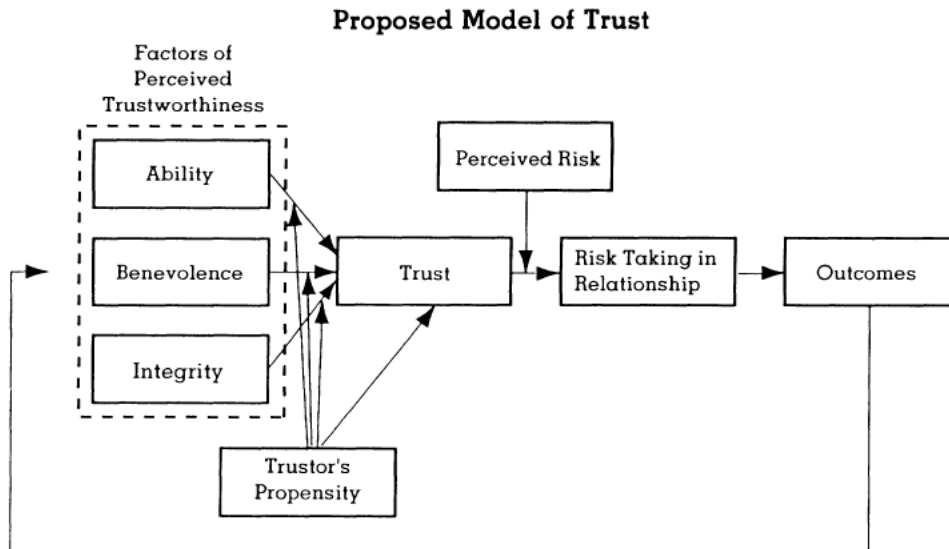 Proposed Model of Trust
Factors of
Perceived
Trustworthiness
Ability
Benevolence
Integrity
Trustor's
Propensity
Trust
Perceived Risk
Risk Taking in
Relationship
Outcomes